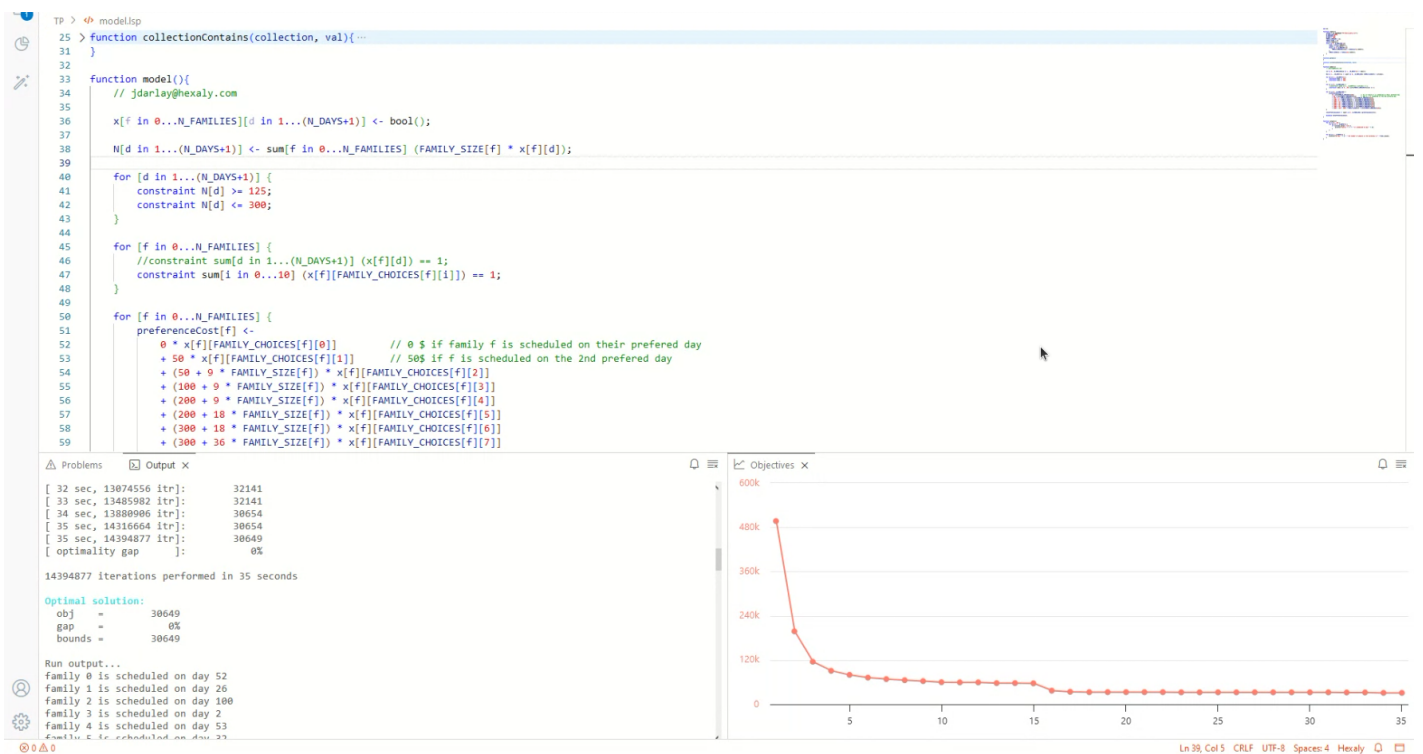 1
TP > </> model.lsp
25 > function collectionContains(collection, val){ ···
31 }
32
33 function model(){
34 // jdarlay@hexaly.com
35
36 x[f in 0...N_FAMILIES][d in 1...(N_DAYS+1)] <- bool();
37
38 N[d in 1...(N_DAYS+1)] <- sum[f in 0...N_FAMILIES] (FAMILY_SIZE[f] * x[f][d]);
39
40 for [d in 1...(N_DAYS+1)] {
41 constraint N[d] >= 125;
42 constraint N[d] <= 300;
43 }
44
45 for [f in 0...N_FAMILIES] {
46 //constraint sum[d in 1...(N_DAYS+1)] (x[f][d]) == 1;
47 constraint sum[i in 0...10] (x[f][FAMILY_CHOICES[f][i]]) == 1;
48 }
49
50 for [f in 0...N_FAMILIES] {
51 preferenceCost[f] <-
52 0 * x[f][FAMILY_CHOICES[f][0]] // 0 $ if family f is scheduled on their prefered day
53 + 50 * x[f][FAMILY_CHOICES[f][1]] // 50$ if f is scheduled on the 2nd prefered day
54 + (50 + 9 * FAMILY_SIZE[f]) * x[f][FAMILY_CHOICES[f][2]]
55 + (100 + 9 * FAMILY_SIZE[f]) * x[f][FAMILY_CHOICES[f][3]]
56 + (200 + 9 * FAMILY_SIZE[f]) * x[f][FAMILY_CHOICES[f][4]]
57 + (200 + 18 * FAMILY_SIZE[f]) * x[f][FAMILY_CHOICES[f][5]]
58 + (300 + 18 * FAMILY_SIZE[f]) * x[f][FAMILY_CHOICES[f][6]]
59 + (300 + 36 * FAMILY_SIZE[f]) * x[f][FAMILY_CHOICES[f][7]]
Problems Output ×
[ 32 sec, 13074556 itr]: 32141
[ 33 sec, 13485982 itr]: 32141
[ 34 sec, 13880906 itr]: 30654
[ 35 sec, 14316664 itr]: 30654
[ 35 sec, 14394877 itr]: 30649
[ optimality gap ]: 0%
14394877 iterations performed in 35 seconds
Optimal solution:
obj = 30649
gap = 0%
bounds = 30649
Run output...
family 0 is scheduled on day 52
family 1 is scheduled on day 26
family 2 is scheduled on day 100
family 3 is scheduled on day 2
family 4 is scheduled on day 53
family 5 is scheduled on day 32
Objectives ×
600k
480k
360k
240k
120k
0
5 10 15 20 25 30 35
0 0
Ln 39, Col 5 CRLF UTF-8 Spaces: 4 Hexaly